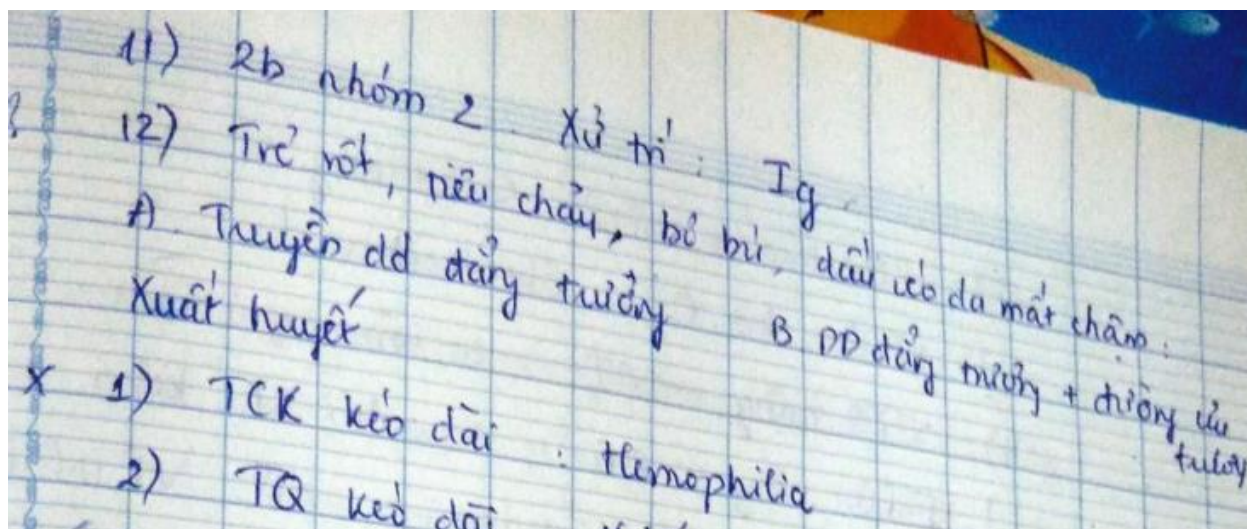 11) 2b nhóm 2 Xử trí : Ig
12) Trẻ sốt, tiêu chảy, bỏ bú, dấu véo da mất chậm :
A Truyền dd đẳng trương B DD đẳng trương + đường ưu trương
Xuất huyết
X 1) TCK kéo dài : Hemophilia
2) TQ kéo dài